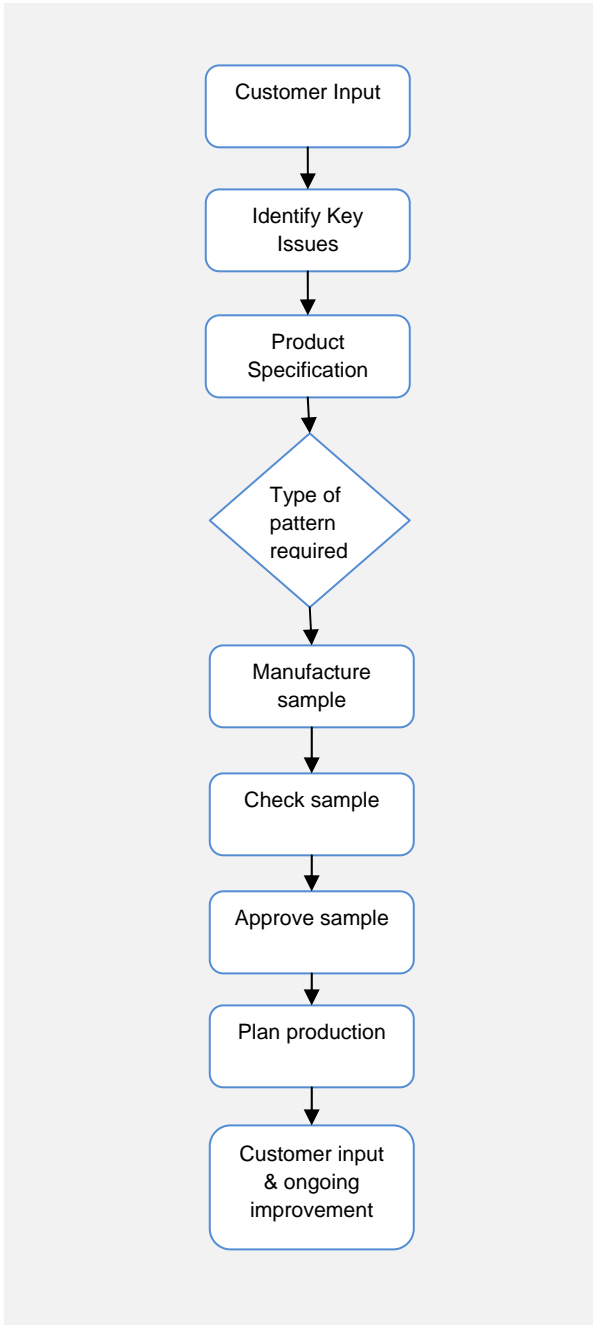 Customer Input
Identify Key
Issues
Product
Specification
Type of
pattern
required
Manufacture
sample
Check sample
Approve sample
Plan production
Customer input
& ongoing
improvement